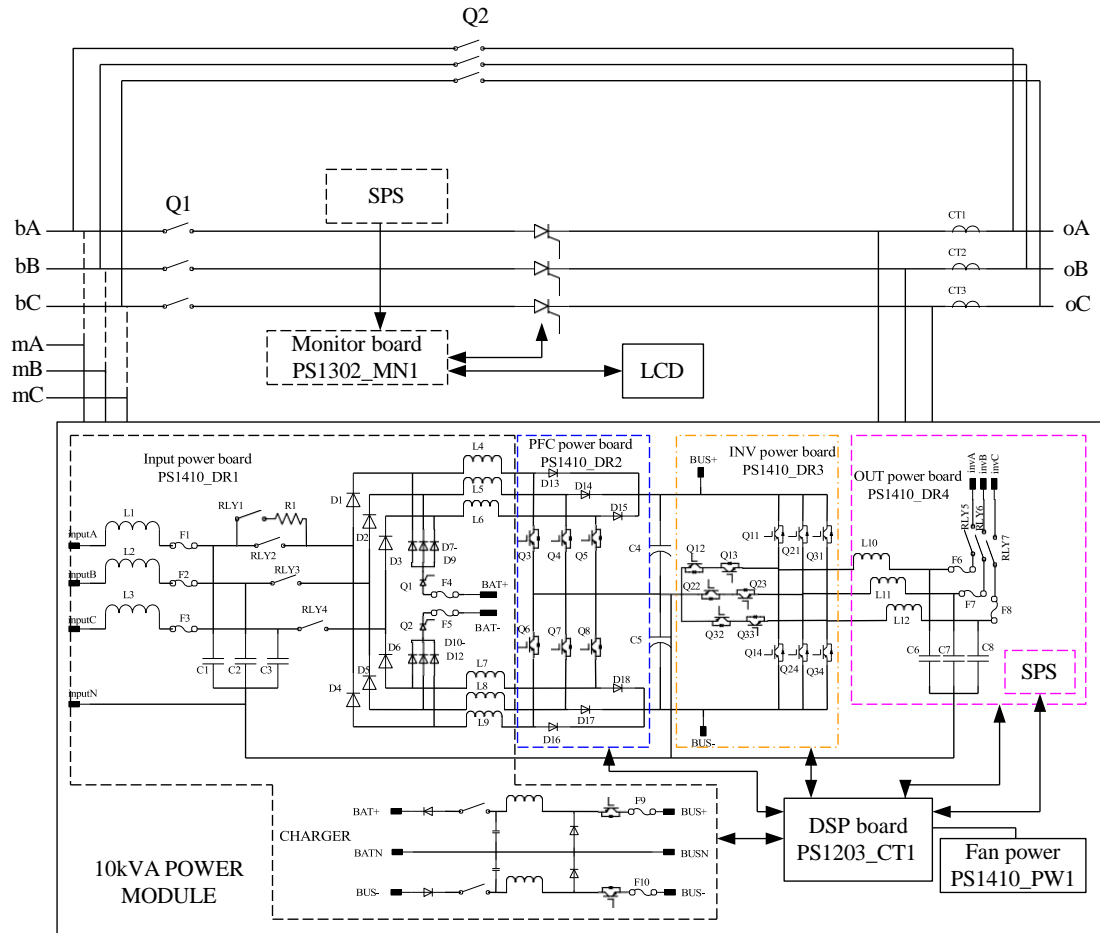 Q2
SPS
Q1
bA
CT1
oA
bB
CT2
oB
bC
CT3
oC
mA
mB
mC
Monitor board
PS1302_MN1
LCD
Input power board
PS1410_DR1
PFC power board
PS1410_DR2
INV power board
PS1410_DR3
OUT power board
PS1410_DR4
invA
invB
invC
L4
L5
L6
D13
D14
D15
BUS+
RLY5
RLY6
RLY7
RLY1
R1
RLY2
RLY3
RLY4
L1
L2
L3
inputA
inputB
inputC
inputN
F1
F2
F3
C1
C2
C3
D1
D2
D3
D7-
D9
Q1
F4
BAT+
Q2
F5
BAT-
D10-
D12
D4
D5
D6
L7
L8
L9
Q3
Q4
Q5
Q6
Q7
Q8
D18
D17
D16
C4
C5
Q11
Q21
Q31
Q12
Q13
Q22
Q23
Q32
Q33
Q14
Q24
Q34
BUS-
L10
L11
L12
F6
F7
F8
C6
C7
C8
SPS
CHARGER
BAT+
F9
BUS+
BATN
BUSN
BUS-
F10
BUS-
DSP board
PS1203_CT1
Fan power
PS1410_PW1
10kVA POWER
MODULE